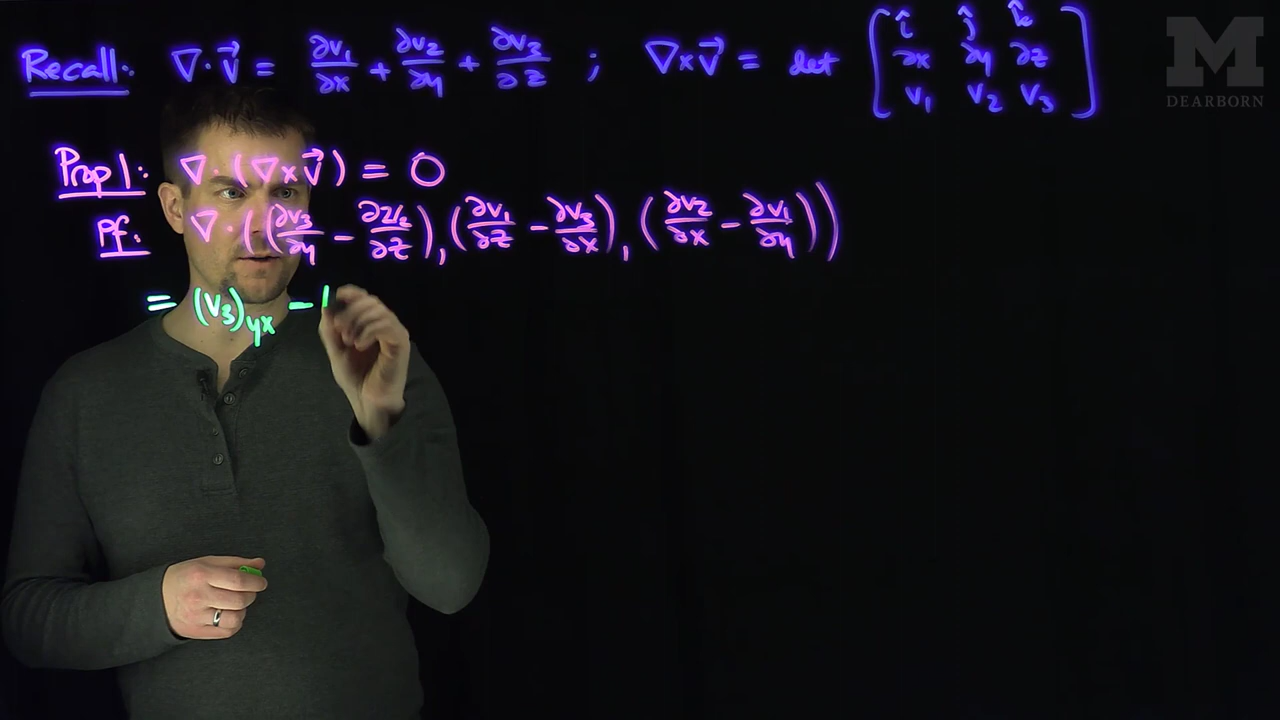 Recall: ∇·v⃗ = ∂v₁/∂x + ∂v₂/∂y + ∂v₃/∂z ; ∇×v⃗ = det [ î ĵ k̂
∂x ∂y ∂z
v₁ v₂ v₃ ]
M
DEARBORN
Prop 1: ∇·(∇×v⃗) = 0
Pf: ∇·((∂v₃/∂y − ∂v₂/∂z), (∂v₁/∂z − ∂v₃/∂x), (∂v₂/∂x − ∂v₁/∂y))
= (v₃)yx −